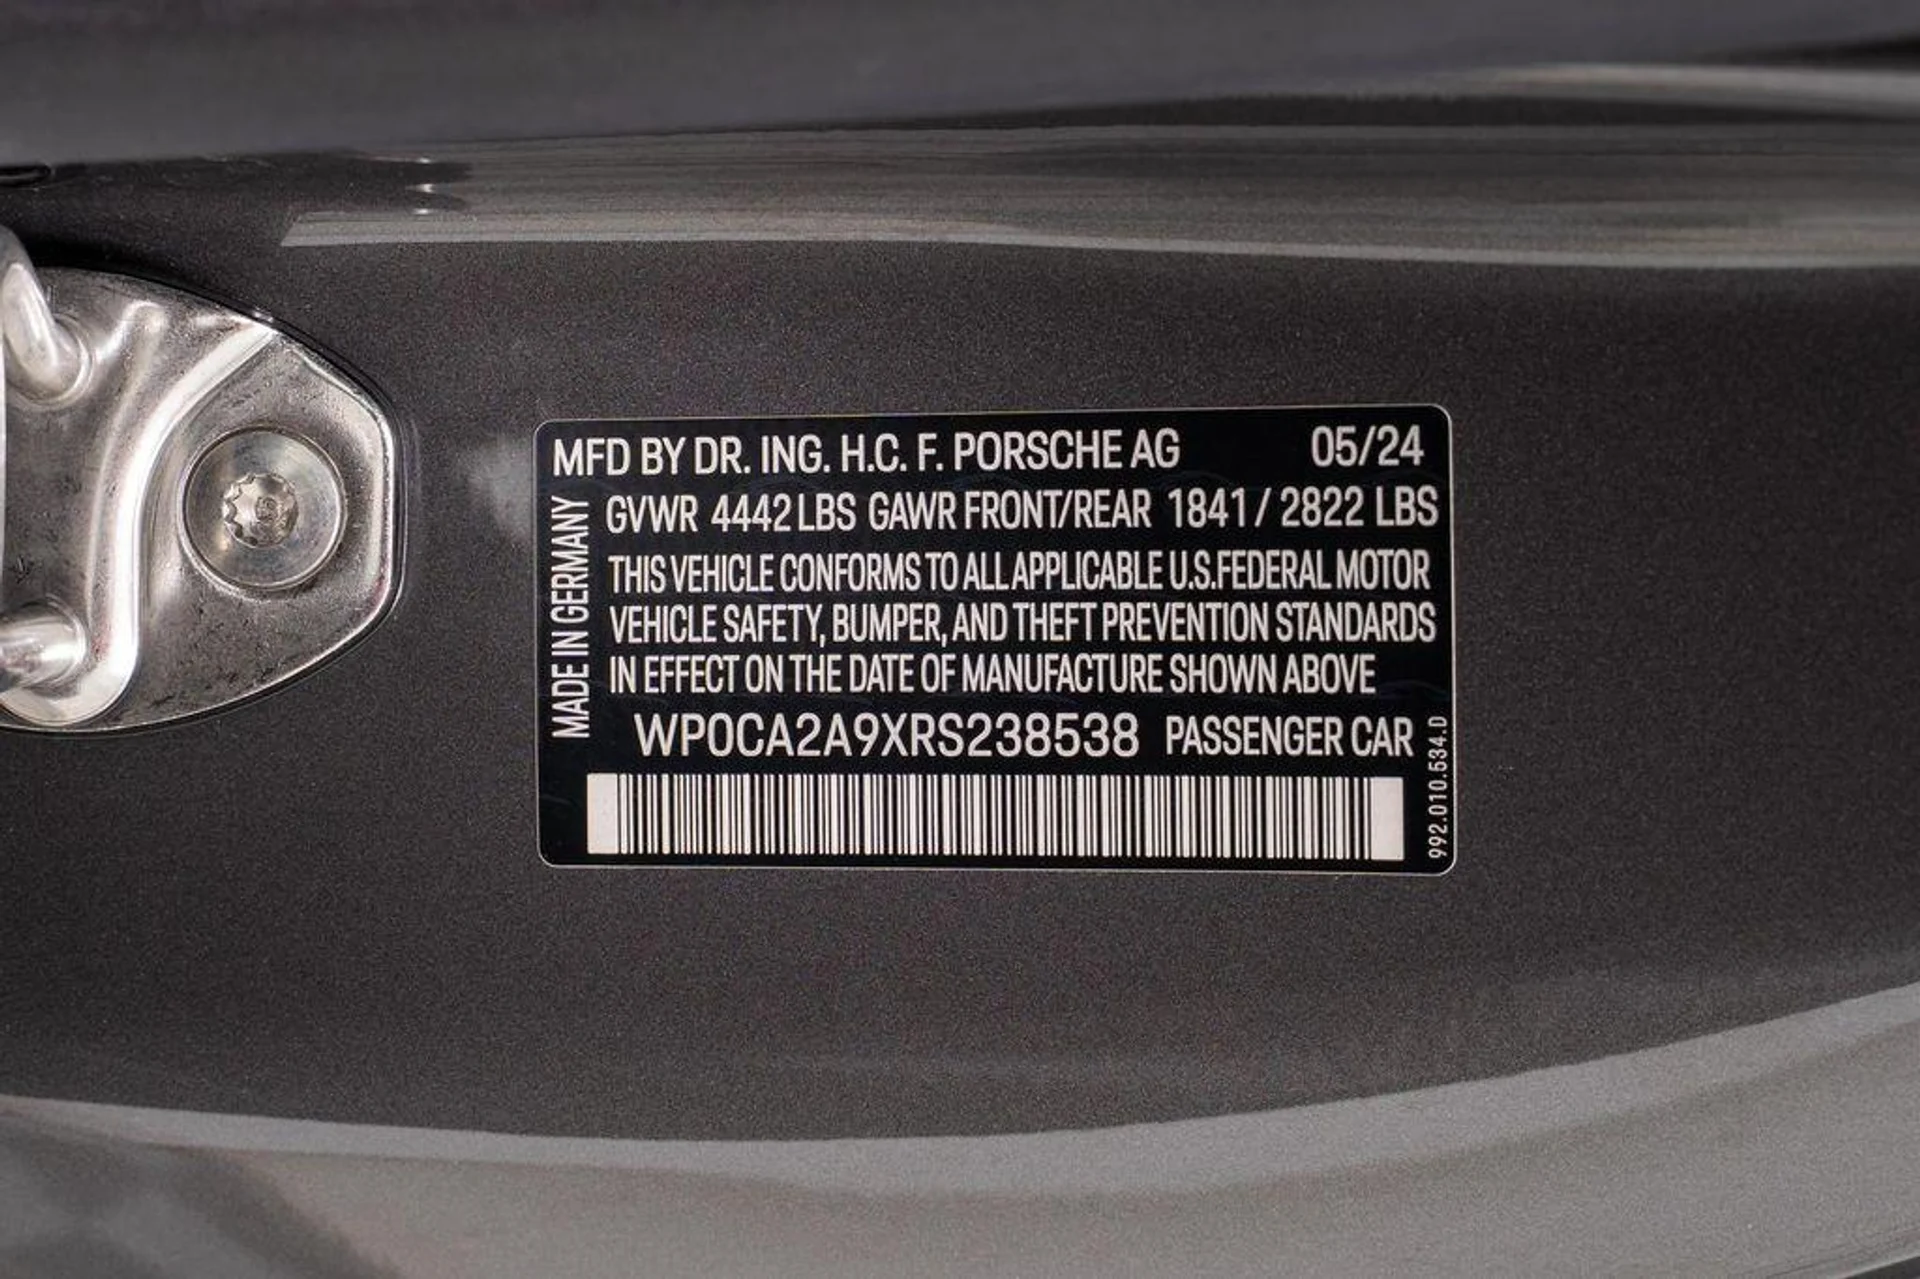 MFD BY DR. ING. H.C. F. PORSCHE AG 05/24
GVWR 4442 LBS GAWR FRONT/REAR 1841 / 2822 LBS
MADE IN GERMANY
THIS VEHICLE CONFORMS TO ALL APPLICABLE U.S. FEDERAL MOTOR
VEHICLE SAFETY, BUMPER, AND THEFT PREVENTION STANDARDS
IN EFFECT ON THE DATE OF MANUFACTURE SHOWN ABOVE
WP0CA2A9XRS238538 PASSENGER CAR
992.010.534.D